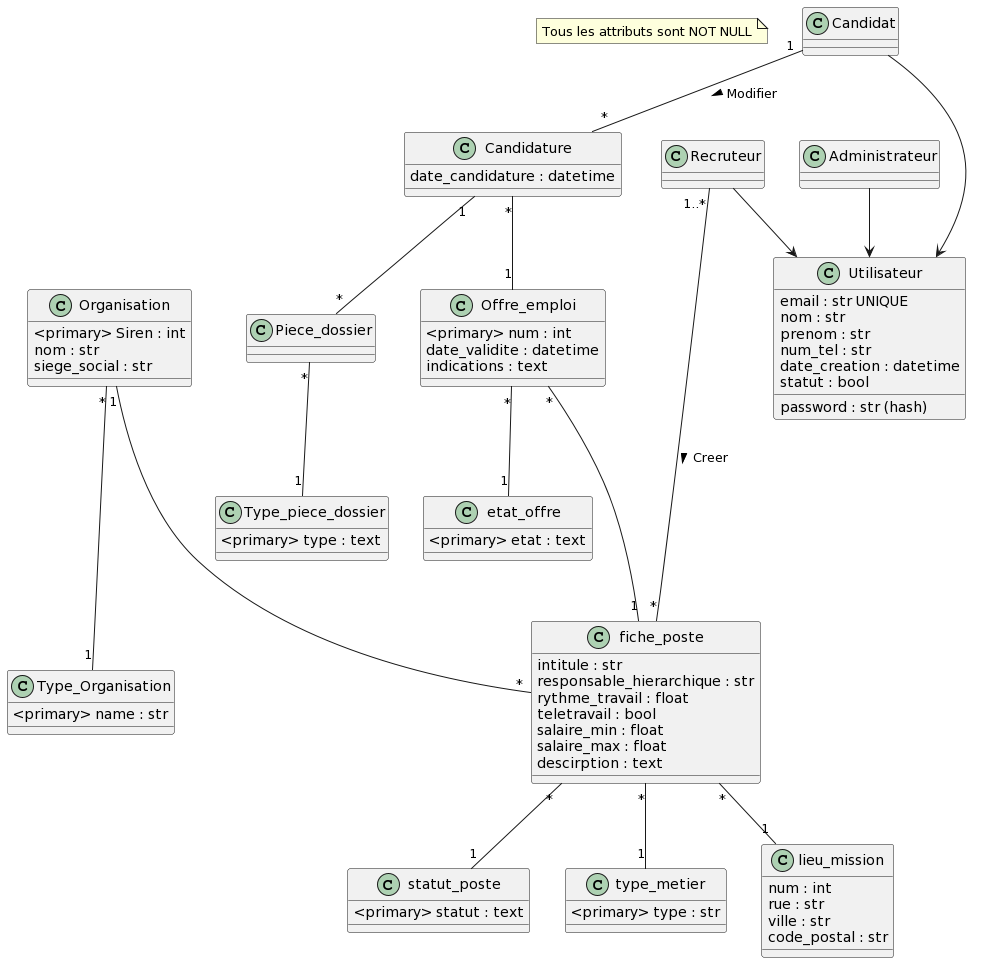 Tous les attributs sont NOT NULL
C Candidat
1
Modifier
*
C Candidature
date_candidature : datetime
1
*
C Recruteur
1..*
C Administrateur
C Utilisateur
email : str UNIQUE
nom : str
prenom : str
num_tel : str
date_creation : datetime
statut : bool
password : str (hash)
C Organisation
<primary> Siren : int
nom : str
siege_social : str
*
1
*
C Piece_dossier
*
1
C Offre_emploi
<primary> num : int
date_validite : datetime
indications : text
*
*
Creer
1
C Type_piece_dossier
<primary> type : text
1
C etat_offre
<primary> etat : text
1
C Type_Organisation
<primary> name : str
*
1
*
C fiche_poste
intitule : str
responsable_hierarchique : str
rythme_travail : float
teletravail : bool
salaire_min : float
salaire_max : float
descirption : text
*
*
*
1
C statut_poste
<primary> statut : text
1
C type_metier
<primary> type : str
1
C lieu_mission
num : int
rue : str
ville : str
code_postal : str